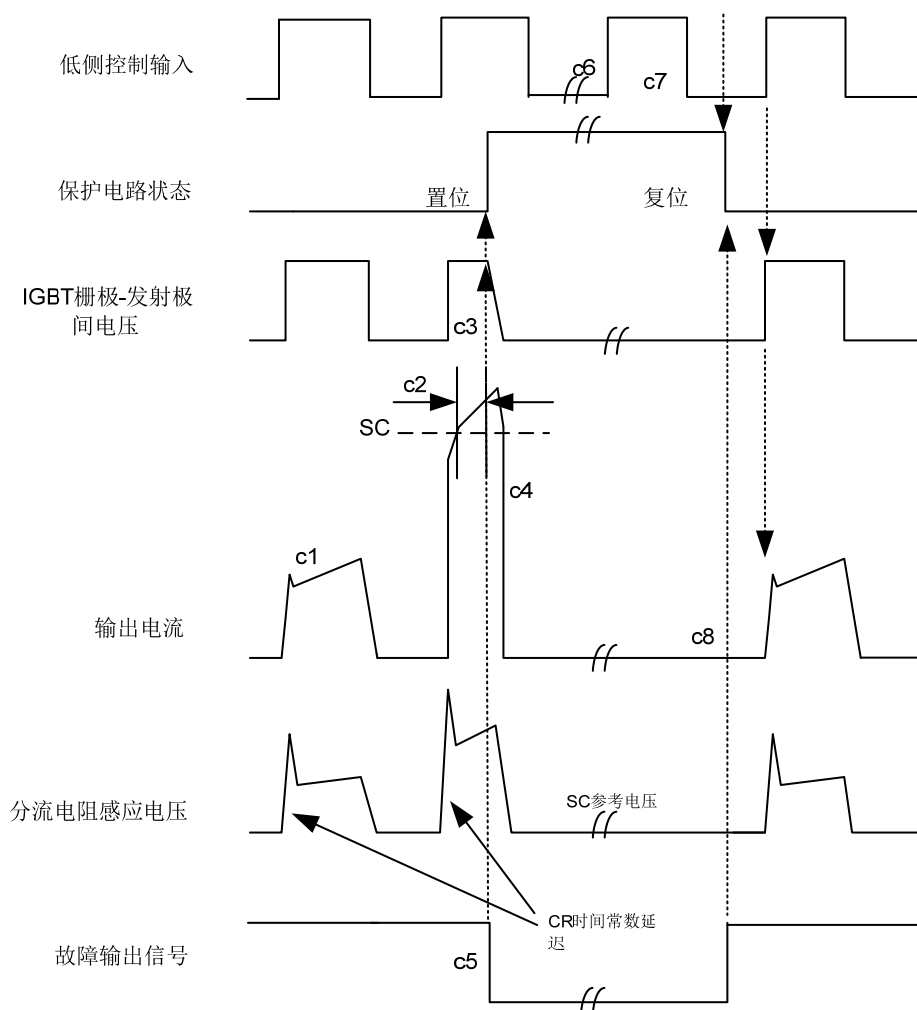 低侧控制输入
c6
c7
保护电路状态
置位
复位
IGBT栅极-发射极
间电压
c3
c2
SC
c4
c1
输出电流
c8
分流电阻感应电压
SC参考电压
CR时间常数延
迟
故障输出信号
c5